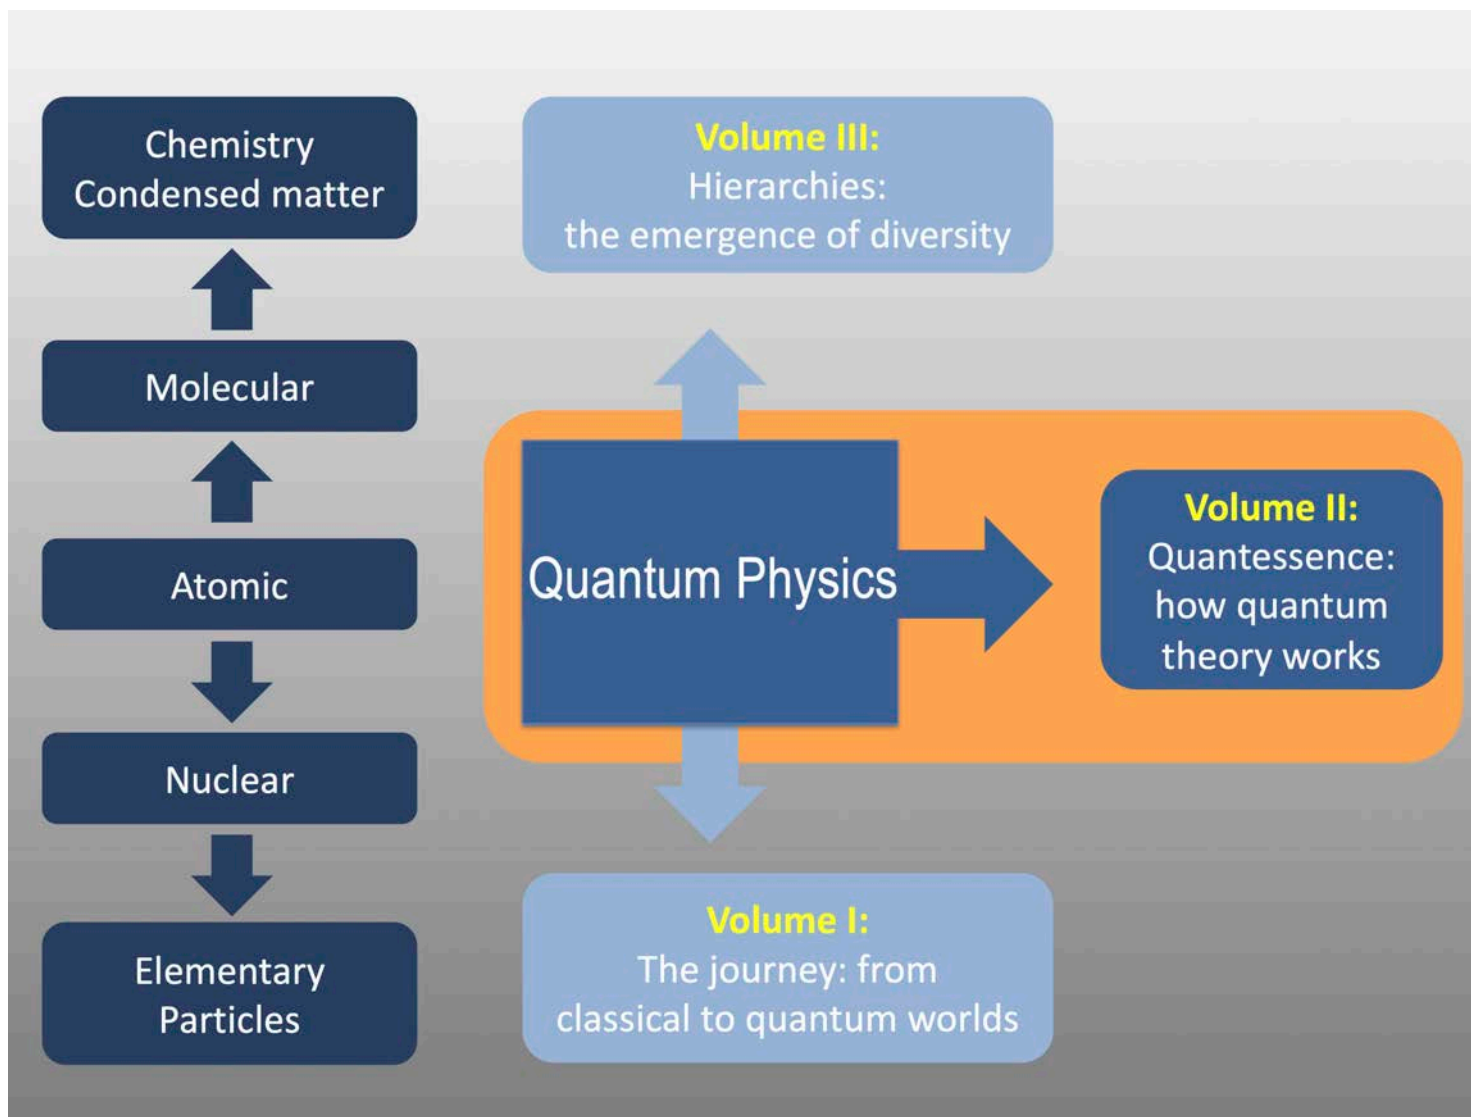 Chemistry
Condensed matter
Molecular
Atomic
Nuclear
Elementary
Particles
Volume III:
Hierarchies:
the emergence of diversity
Quantum Physics
Volume II:
Quantessence:
how quantum
theory works
Volume I:
The journey: from
classical to quantum worlds